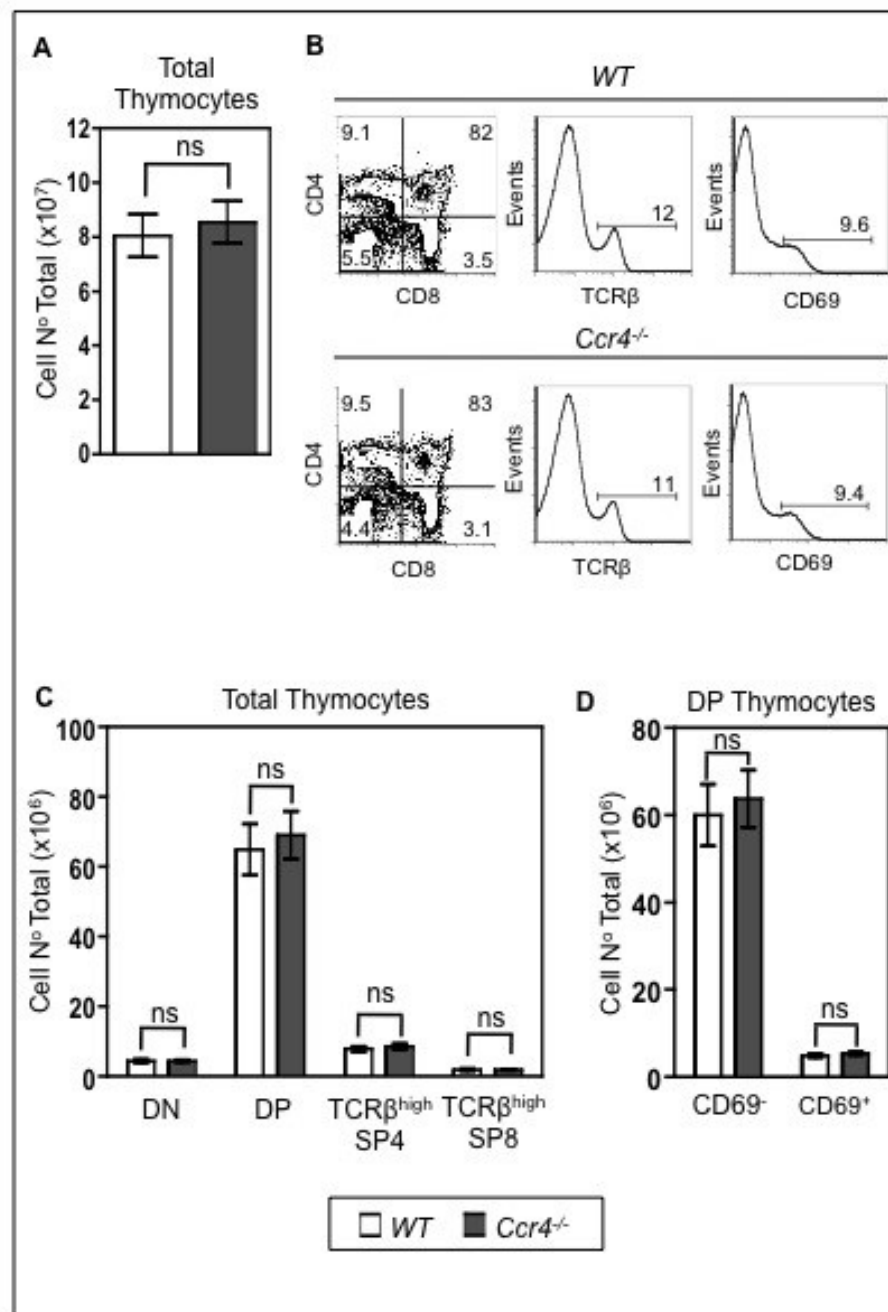 A
Total
Thymocytes
ns
12
10
8
6
4
2
0
Cell Nº Total (x10⁷)
B
WT
9.1
82
5.5
3.5
CD4
CD8
Events
12
TCRβ
Events
9.6
CD69
Ccr4⁻/⁻
9.5
83
4.4
3.1
CD4
CD8
Events
11
TCRβ
Events
9.4
CD69
C
Total Thymocytes
100
80
60
40
20
0
Cell Nº Total (x10⁶)
ns
ns
ns
ns
DN
DP
TCRβʰⁱᵍʰ
SP4
TCRβʰⁱᵍʰ
SP8
D
DP Thymocytes
80
60
40
20
0
Cell Nº Total (x10⁶)
ns
ns
CD69⁻
CD69⁺
WT
Ccr4⁻/⁻